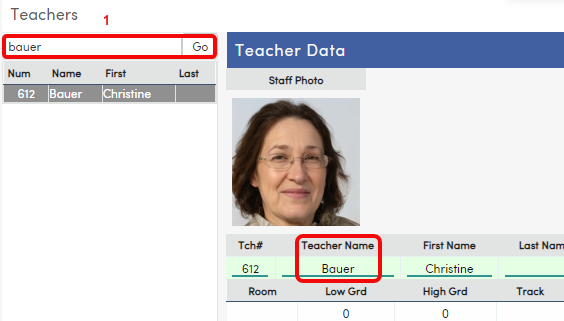 Teachers 1
bauer Go
Num Name First Last
612 Bauer Christine
Teacher Data
Staff Photo
Tch# Teacher Name First Name Last Nam
612 Bauer Christine
Room Low Grd High Grd Track
0 0